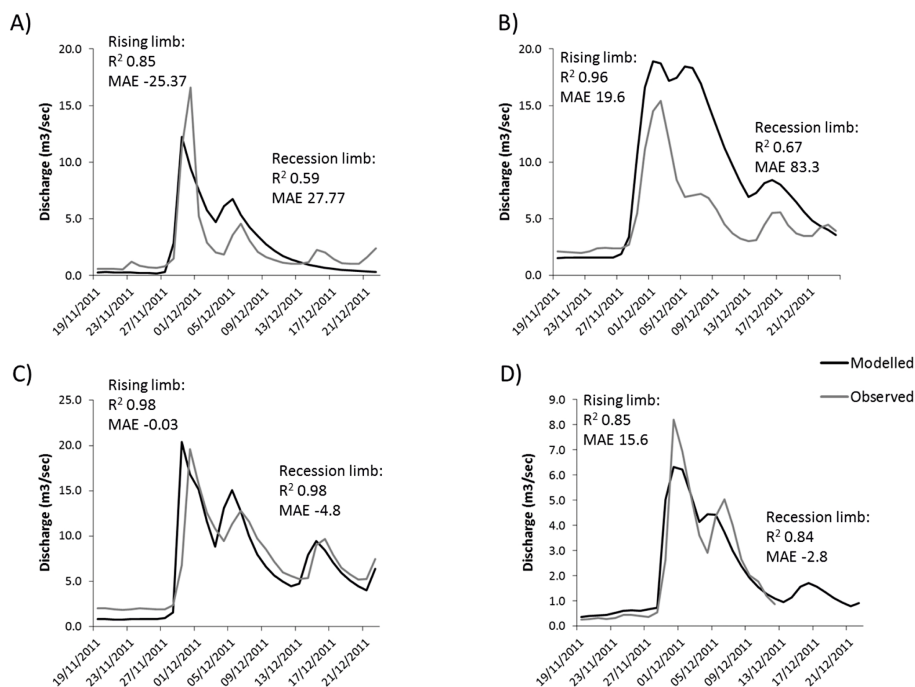 A)
Rising limb:
R2 0.85
MAE -25.37
Recession limb:
R2 0.59
MAE 27.77
Discharge (m3/sec)
20.0
15.0
10.0
5.0
0.0
19/11/2011
23/11/2011
27/11/2011
01/12/2011
05/12/2011
09/12/2011
13/12/2011
17/12/2011
21/12/2011
B)
Rising limb:
R2 0.96
MAE 19.6
Recession limb:
R2 0.67
MAE 83.3
Discharge (m3/sec)
20.0
15.0
10.0
5.0
0.0
19/11/2011
23/11/2011
27/11/2011
01/12/2011
05/12/2011
09/12/2011
13/12/2011
17/12/2011
21/12/2011
Modelled
Observed
C)
Rising limb:
R2 0.98
MAE -0.03
Recession limb:
R2 0.98
MAE -4.8
Discharge (m3/sec)
25.0
20.0
15.0
10.0
5.0
0.0
19/11/2011
23/11/2011
27/11/2011
01/12/2011
05/12/2011
09/12/2011
13/12/2011
17/12/2011
21/12/2011
D)
Rising limb:
R2 0.85
MAE 15.6
Recession limb:
R2 0.84
MAE -2.8
Discharge (m3/sec)
9.0
8.0
7.0
6.0
5.0
4.0
3.0
2.0
1.0
0.0
19/11/2011
23/11/2011
27/11/2011
01/12/2011
05/12/2011
09/12/2011
13/12/2011
17/12/2011
21/12/2011